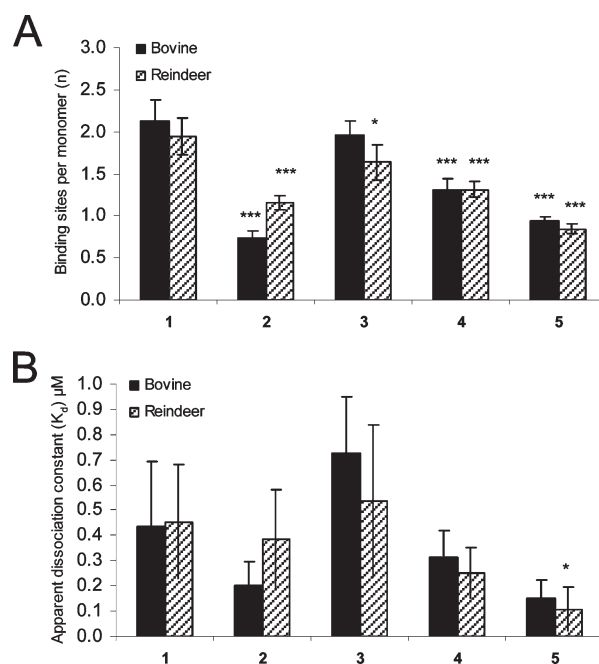 A
Binding sites per monomer (n)
3.0
2.5
2.0
1.5
1.0
0.5
0.0
Bovine
Reindeer
***
***
*
***
***
***
***
1 2 3 4 5
B
Apparent dissociation constant (Kd) µM
1.0
0.9
0.8
0.7
0.6
0.5
0.4
0.3
0.2
0.1
0.0
Bovine
Reindeer
*
1 2 3 4 5